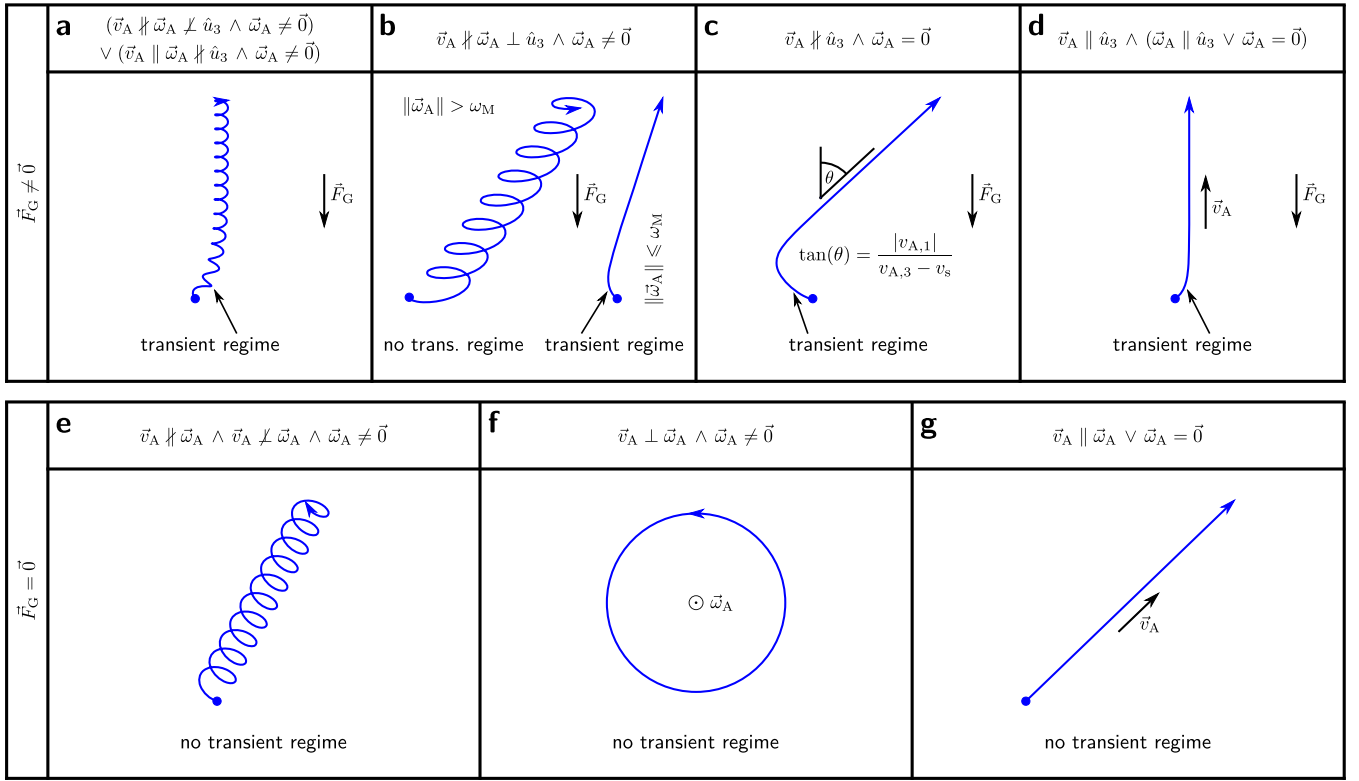 a
(v⃗_A ∦ ω⃗_A ⊥̸ û_3 ∧ ω⃗_A ≠ 0⃗)
∨ (v⃗_A ∥ ω⃗_A ∦ û_3 ∧ ω⃗_A ≠ 0⃗)
b
v⃗_A ∦ ω⃗_A ⊥ û_3 ∧ ω⃗_A ≠ 0⃗
c
v⃗_A ∦ û_3 ∧ ω⃗_A = 0⃗
d
v⃗_A ∥ û_3 ∧ (ω⃗_A ∥ û_3 ∨ ω⃗_A = 0⃗)
F⃗_G ≠ 0⃗
F⃗_G
transient regime
‖ω⃗_A‖ > ω_M
F⃗_G
‖ω⃗_A‖ ⩽ ω_M
no trans. regime
transient regime
θ
F⃗_G
tan(θ) = |v_{A,1}| / (v_{A,3} − v_s)
transient regime
v⃗_A
F⃗_G
transient regime
e
v⃗_A ∦ ω⃗_A ∧ v⃗_A ⊥̸ ω⃗_A ∧ ω⃗_A ≠ 0⃗
f
v⃗_A ⊥ ω⃗_A ∧ ω⃗_A ≠ 0⃗
g
v⃗_A ∥ ω⃗_A ∨ ω⃗_A = 0⃗
F⃗_G = 0⃗
no transient regime
⊙ ω⃗_A
no transient regime
v⃗_A
no transient regime